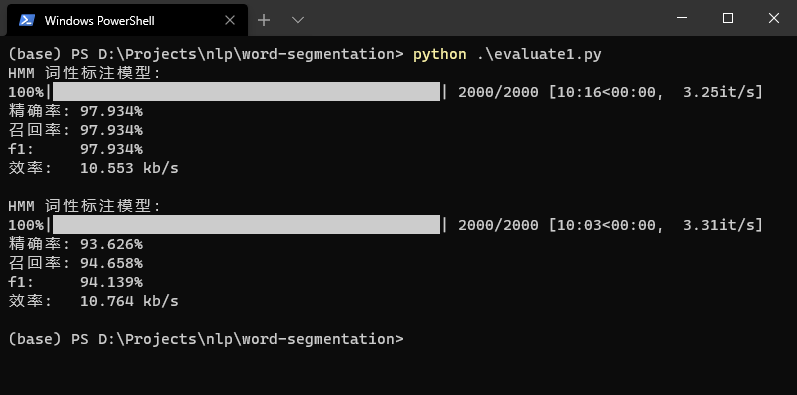 Windows PowerShell
(base) PS D:\Projects\nlp\word-segmentation> python .\evaluate1.py
HMM 词性标注模型:
100%| | 2000/2000 [10:16<00:00, 3.25it/s]
精确率: 97.934%
召回率: 97.934%
f1: 97.934%
效率: 10.553 kb/s
HMM 词性标注模型:
100%| | 2000/2000 [10:03<00:00, 3.31it/s]
精确率: 93.626%
召回率: 94.658%
f1: 94.139%
效率: 10.764 kb/s
(base) PS D:\Projects\nlp\word-segmentation>